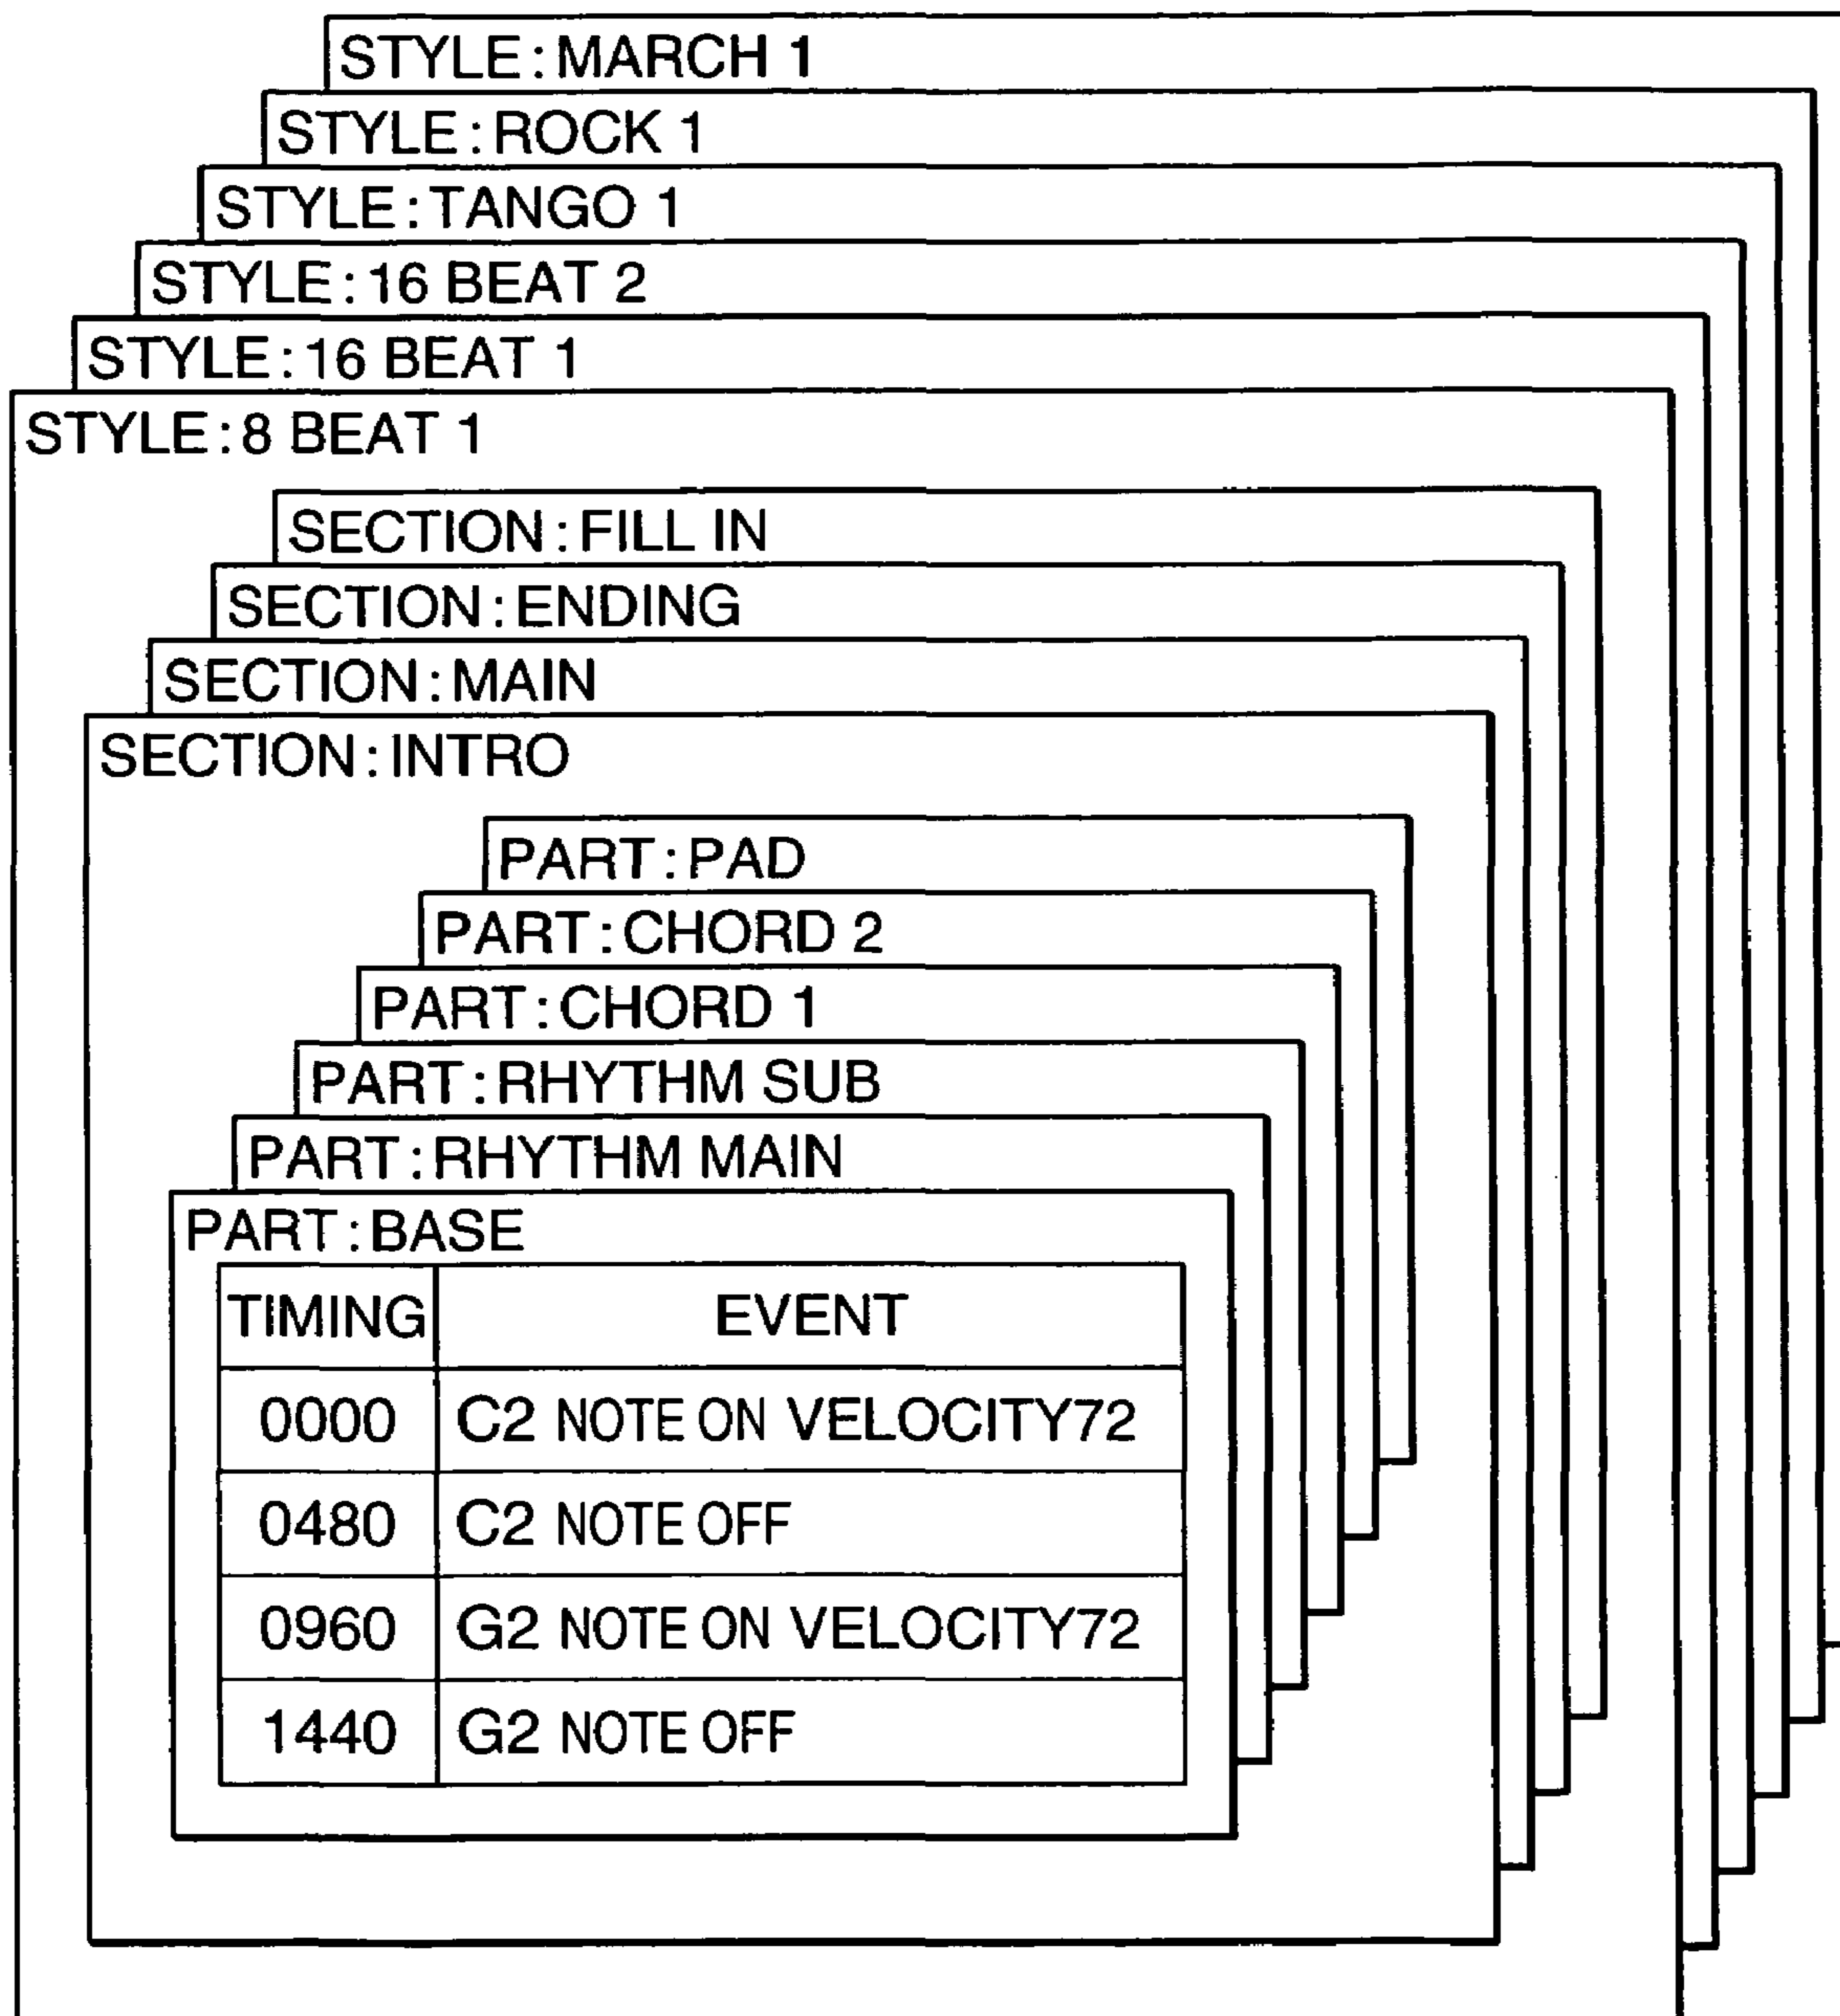 STYLE:MARCH 1
STYLE:ROCK 1
STYLE:TANGO 1
STYLE:16 BEAT 2
STYLE:16 BEAT 1
STYLE:8 BEAT 1
SECTION:FILL IN
SECTION:ENDING
SECTION:MAIN
SECTION:INTRO
PART:PAD
PART:CHORD 2
PART:CHORD 1
PART:RHYTHM SUB
PART:RHYTHM MAIN
PART:BASE
TIMING EVENT
0000 C2 NOTE ON VELOCITY72
0480 C2 NOTE OFF
0960 G2 NOTE ON VELOCITY72
1440 G2 NOTE OFF